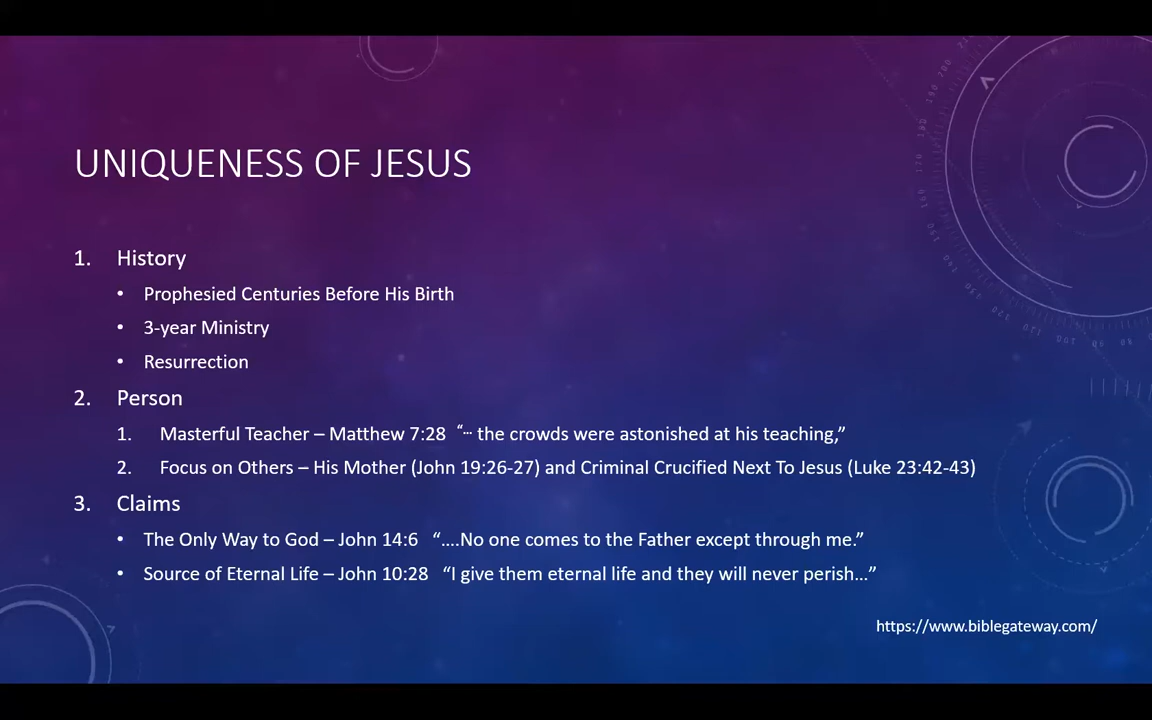 UNIQUENESS OF JESUS
1. History
• Prophesied Centuries Before His Birth
• 3-year Ministry
• Resurrection
2. Person
1. Masterful Teacher – Matthew 7:28 “… the crowds were astonished at his teaching,”
2. Focus on Others – His Mother (John 19:26-27) and Criminal Crucified Next To Jesus (Luke 23:42-43)
3. Claims
• The Only Way to God – John 14:6 “….No one comes to the Father except through me.”
• Source of Eternal Life – John 10:28 “I give them eternal life and they will never perish…”
https://www.biblegateway.com/